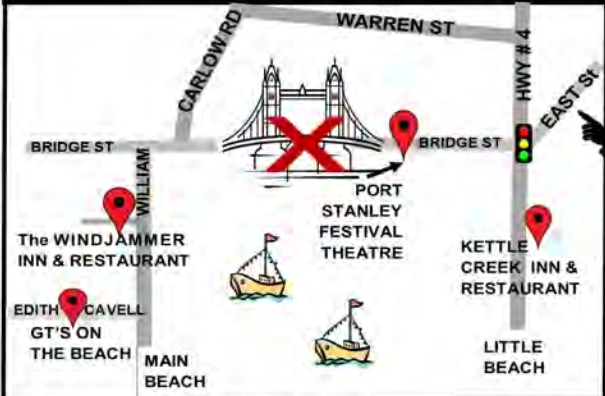 WARREN ST
CARLOW RD
HWY # 4
EAST St
BRIDGE ST
BRIDGE ST
WILLIAM
PORT
STANLEY
FESTIVAL
THEATRE
The WINDJAMMER
INN & RESTAURANT
KETTLE
CREEK INN &
RESTAURANT
EDITH CAVELL
GT'S ON
THE BEACH
MAIN
BEACH
LITTLE
BEACH